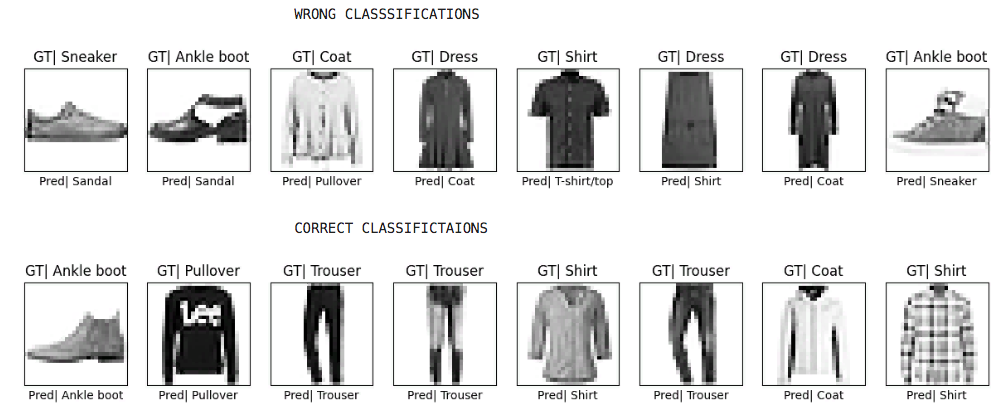 WRONG CLASSSIFICATIONS
GT| Sneaker GT| Ankle boot GT| Coat GT| Dress GT| Shirt GT| Dress GT| Dress GT| Ankle boot
Pred| Sandal Pred| Sandal Pred| Pullover Pred| Coat Pred| T-shirt/top Pred| Shirt Pred| Coat Pred| Sneaker
CORRECT CLASSIFICTAIONS
GT| Ankle boot GT| Pullover GT| Trouser GT| Trouser GT| Shirt GT| Trouser GT| Coat GT| Shirt
Lee
Pred| Ankle boot Pred| Pullover Pred| Trouser Pred| Trouser Pred| Shirt Pred| Trouser Pred| Coat Pred| Shirt